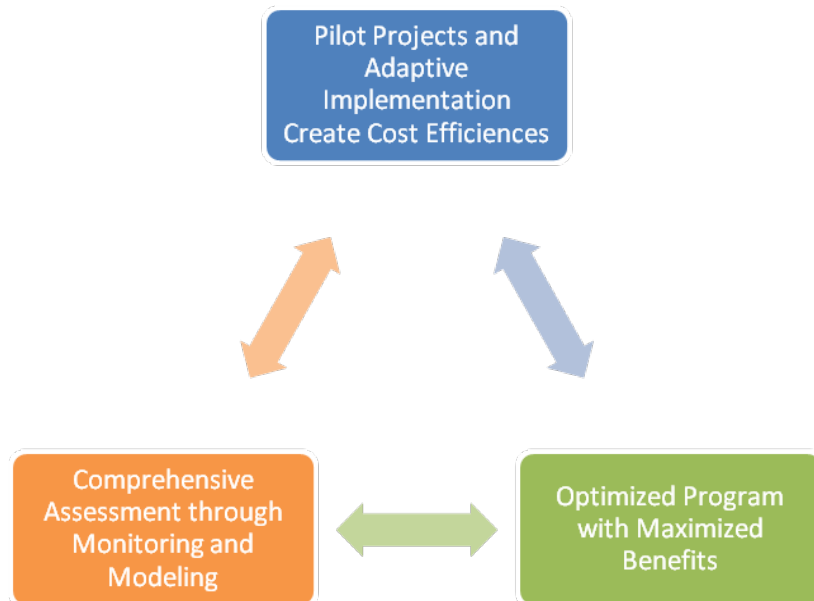 Pilot Projects and
Adaptive
Implementation
Create Cost Efficiences
Comprehensive
Assessment through
Monitoring and
Modeling
Optimized Program
with Maximized
Benefits